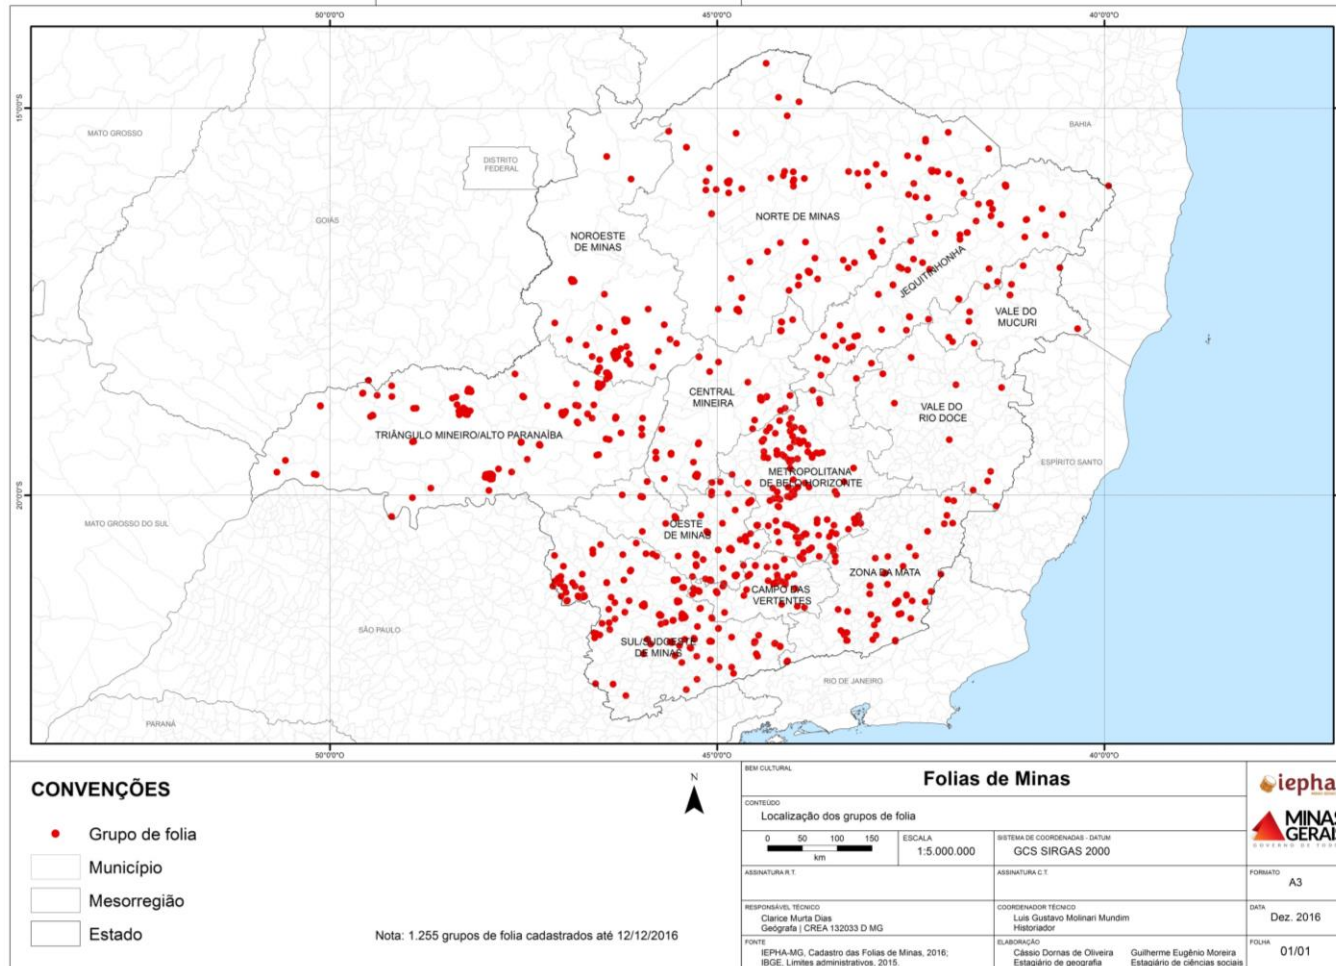 50°0'0"O 45°0'0"O 40°0'0"O
15°0'0"S
20°0'0"S
MATO GROSSO
DISTRITO
FEDERAL
GOIÁS
BAHIA
NOROESTE
DE MINAS
NORTE DE MINAS
JEQUITINHONHA
VALE DO
MUCURI
CENTRAL
MINEIRA
VALE DO
RIO DOCE
TRIÂNGULO MINEIRO/ALTO PARANAÍBA
METROPOLITANA
DE BELO HORIZONTE
ESPÍRITO SANTO
MATO GROSSO DO SUL
OESTE
DE MINAS
ZONA DA MATA
CAMPO DAS
VERTENTES
SÃO PAULO
SUL/SUDOESTE
DE MINAS
RIO DE JANEIRO
PARANÁ
50°0'0"O 45°0'0"O 40°0'0"O
CONVENÇÕES
Grupo de folia
Município
Mesorregião
Estado
Nota: 1.255 grupos de folia cadastrados até 12/12/2016
N
BEM CULTURAL
Folias de Minas
CONTEÚDO
Localização dos grupos de folia
0 50 100 150
km
ESCALA
1:5.000.000
SISTEMA DE COORDENADAS - DATUM
GCS SIRGAS 2000
ASSINATURA R.T.
ASSINATURA C.T.
FORMATO
A3
RESPONSÁVEL TÉCNICO
Clarice Murta Dias
Geógrafa | CREA 132033 D MG
COORDENADOR TÉCNICO
Luis Gustavo Molinari Mundim
Historiador
DATA
Dez. 2016
FONTE
IEPHA-MG, Cadastro das Folias de Minas, 2016;
IBGE, Limites administrativos, 2015.
ELABORAÇÃO
Cássio Dornas de Oliveira
Estagiário de geografia
Guilherme Eugênio Moreira
Estagiário de ciências sociais
FOLHA
01/01
iepha
MINAS
GERAIS